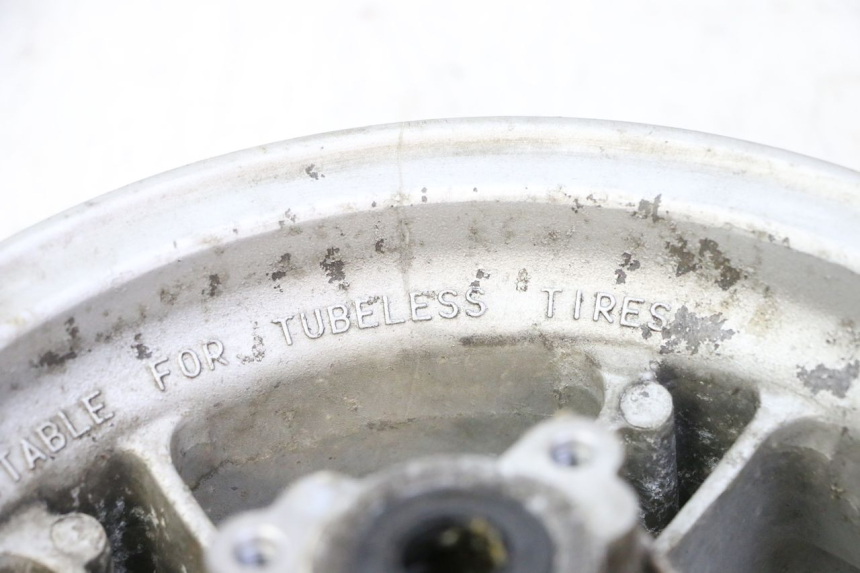 TABLE FOR TUBELESS TIRES